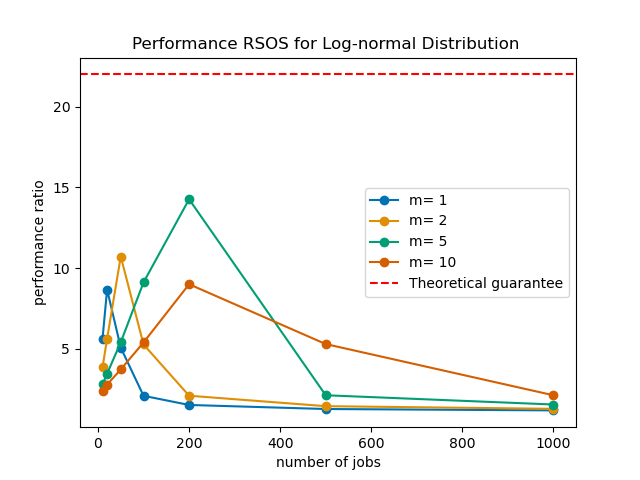 Performance RSOS for Log-normal Distribution
performance ratio
20
15
10
5
m= 1
m= 2
m= 5
m= 10
Theoretical guarantee
0
200
400
600
800
1000
number of jobs